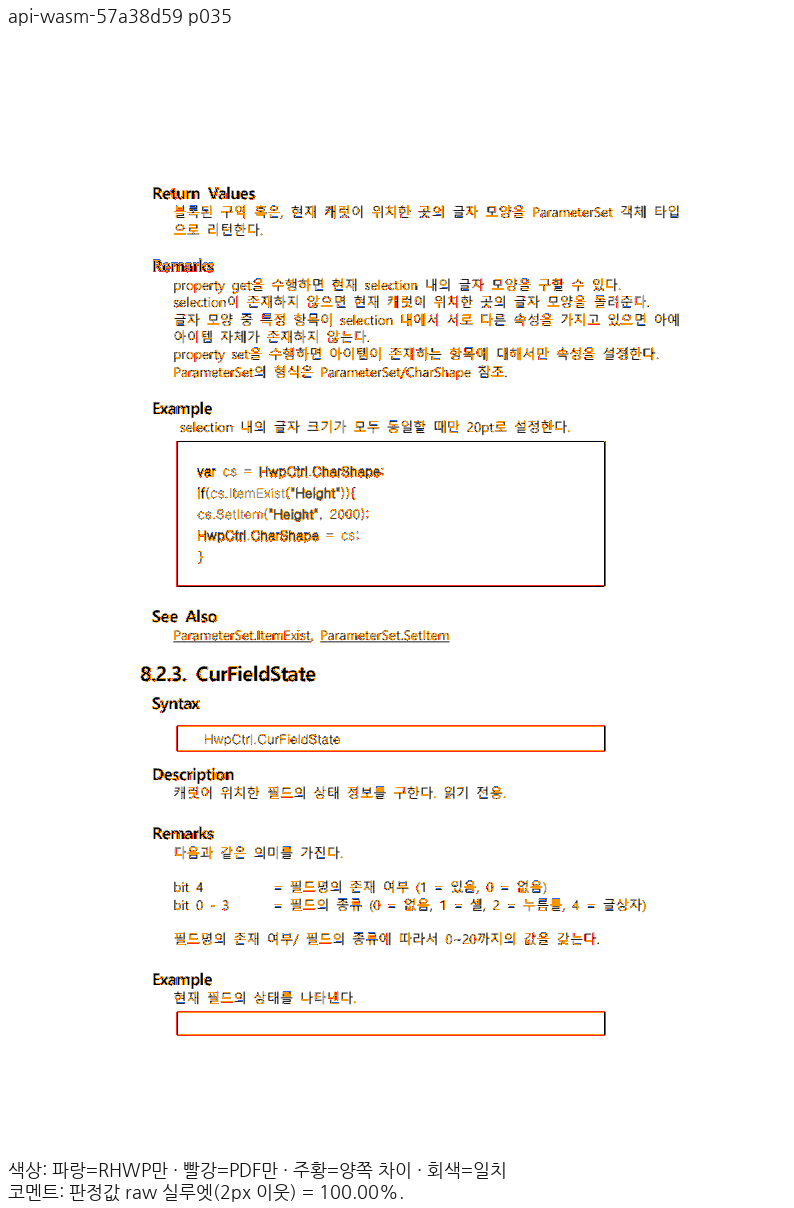 api-wasm-57a38d59 p035
Return Values
블록된 구역 혹은, 현재 캐럿이 위치한 곳의 글자 모양을 ParameterSet 객체 타입
으로 리턴한다.
Remarks
property get을 수행하면 현재 selection 내의 글자 모양을 구할 수 있다.
selection이 존재하지 않으면 현재 캐럿이 위치한 곳의 글자 모양을 돌려준다.
글자 모양 중 특정 항목이 selection 내에서 서로 다른 속성을 가지고 있으면 아예
아이템 자체가 존재하지 않는다.
property set을 수행하면 아이템이 존재하는 항목에 대해서만 속성을 설정한다.
ParameterSet의 형식은 ParameterSet/CharShape 참조.
Example
selection 내의 글자 크기가 모두 동일할 때만 20pt로 설정한다.
var cs = HwpCtrl.CharShape;
if(cs.ItemExist("Height")){
cs.SetItem("Height", 2000);
HwpCtrl.CharShape = cs;
}
See Also
ParameterSet.ItemExist, ParameterSet.SetItem
8.2.3. CurFieldState
Syntax
HwpCtrl.CurFieldState
Description
캐럿이 위치한 필드의 상태 정보를 구한다. 읽기 전용.
Remarks
다음과 같은 의미를 가진다.
bit 4 = 필드명의 존재 여부 (1 = 있음, 0 = 없음)
bit 0 - 3 = 필드의 종류 (0 = 없음, 1 = 셀, 2 = 누름틀, 4 = 글상자)
필드명의 존재 여부/ 필드의 종류에 따라서 0~20까지의 값을 갖는다.
Example
현재 필드의 상태를 나타낸다.
색상: 파랑=RHWP만 · 빨강=PDF만 · 주황=양쪽 차이 · 회색=일치
코멘트: 판정값 raw 실루엣(2px 이웃) = 100.00%.